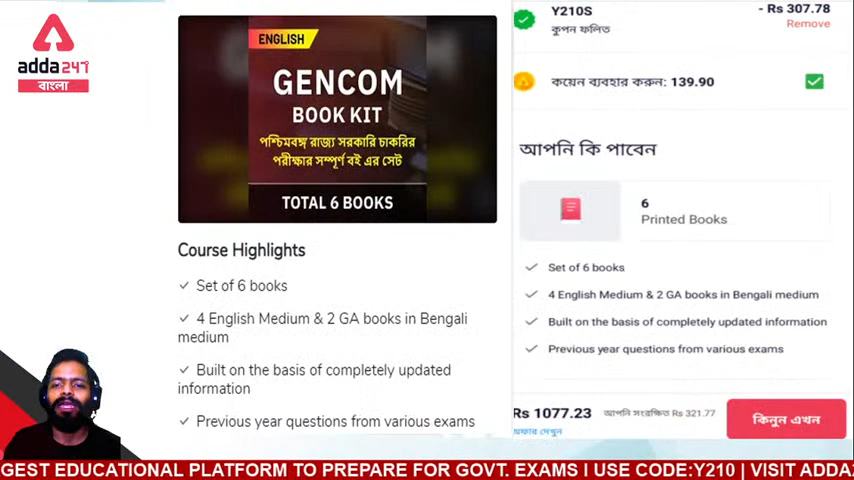 adda247
বাংলা
ENGLISH
GENCOM
BOOK KIT
পশ্চিমবঙ্গ রাজ্য সরকারি চাকরির
পরীক্ষার সম্পূর্ণ বই এর সেট
TOTAL 6 BOOKS
Course Highlights
✓ Set of 6 books
✓ 4 English Medium & 2 GA books in Bengali
medium
✓ Built on the basis of completely updated
information
✓ Previous year questions from various exams
Y210S - Rs 307.78
কুপন ফলিত Remove
কয়েন ব্যবহার করুন: 139.90
আপনি কি পাবেন
6
Printed Books
✓ Set of 6 books
✓ 4 English Medium & 2 GA books in Bengali medium
✓ Built on the basis of completely updated information
✓ Previous year questions from various exams
Rs 1077.23 আপনি সংরক্ষিত Rs 321.77
অফার দেখুন
কিনুন এখন
GEST EDUCATIONAL PLATFORM TO PREPARE FOR GOVT. EXAMS I USE CODE:Y210 | VISIT ADDA2